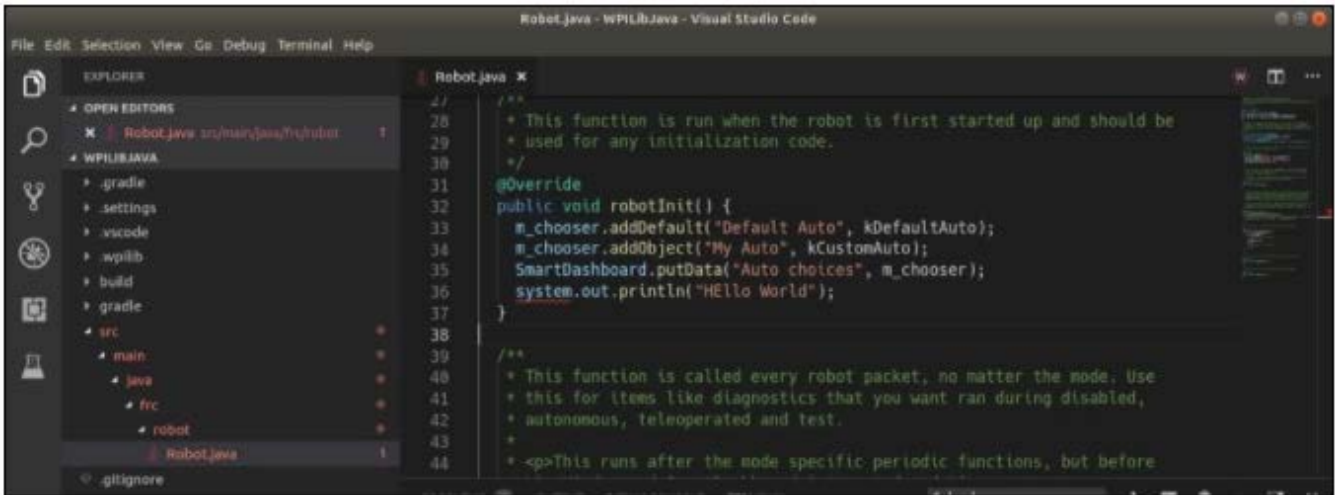 Robot.java - WPILibJava - Visual Studio Code
File Edit Selection View Go Debug Terminal Help
EXPLORER
OPEN EDITORS
Robot.java src/main/java/frc/robot 1
WPILIBJAVA
.gradle
.settings
.vscode
.wpilib
build
gradle
src
main
java
frc
robot
Robot.java 1
.gitignore
Robot.java
27 /**
28 * This function is run when the robot is first started up and should be
29 * used for any initialization code.
30 */
31 @Override
32 public void robotInit() {
33 m_chooser.addDefault("Default Auto", kDefaultAuto);
34 m_chooser.addObject("My Auto", kCustomAuto);
35 SmartDashboard.putData("Auto choices", m_chooser);
36 system.out.println("HEllo World");
37 }
38
39 /**
40 * This function is called every robot packet, no matter the mode. Use
41 * this for items like diagnostics that you want ran during disabled,
42 * autonomous, teleoperated and test.
43 *
44 * <p>This runs after the mode specific periodic functions, but before